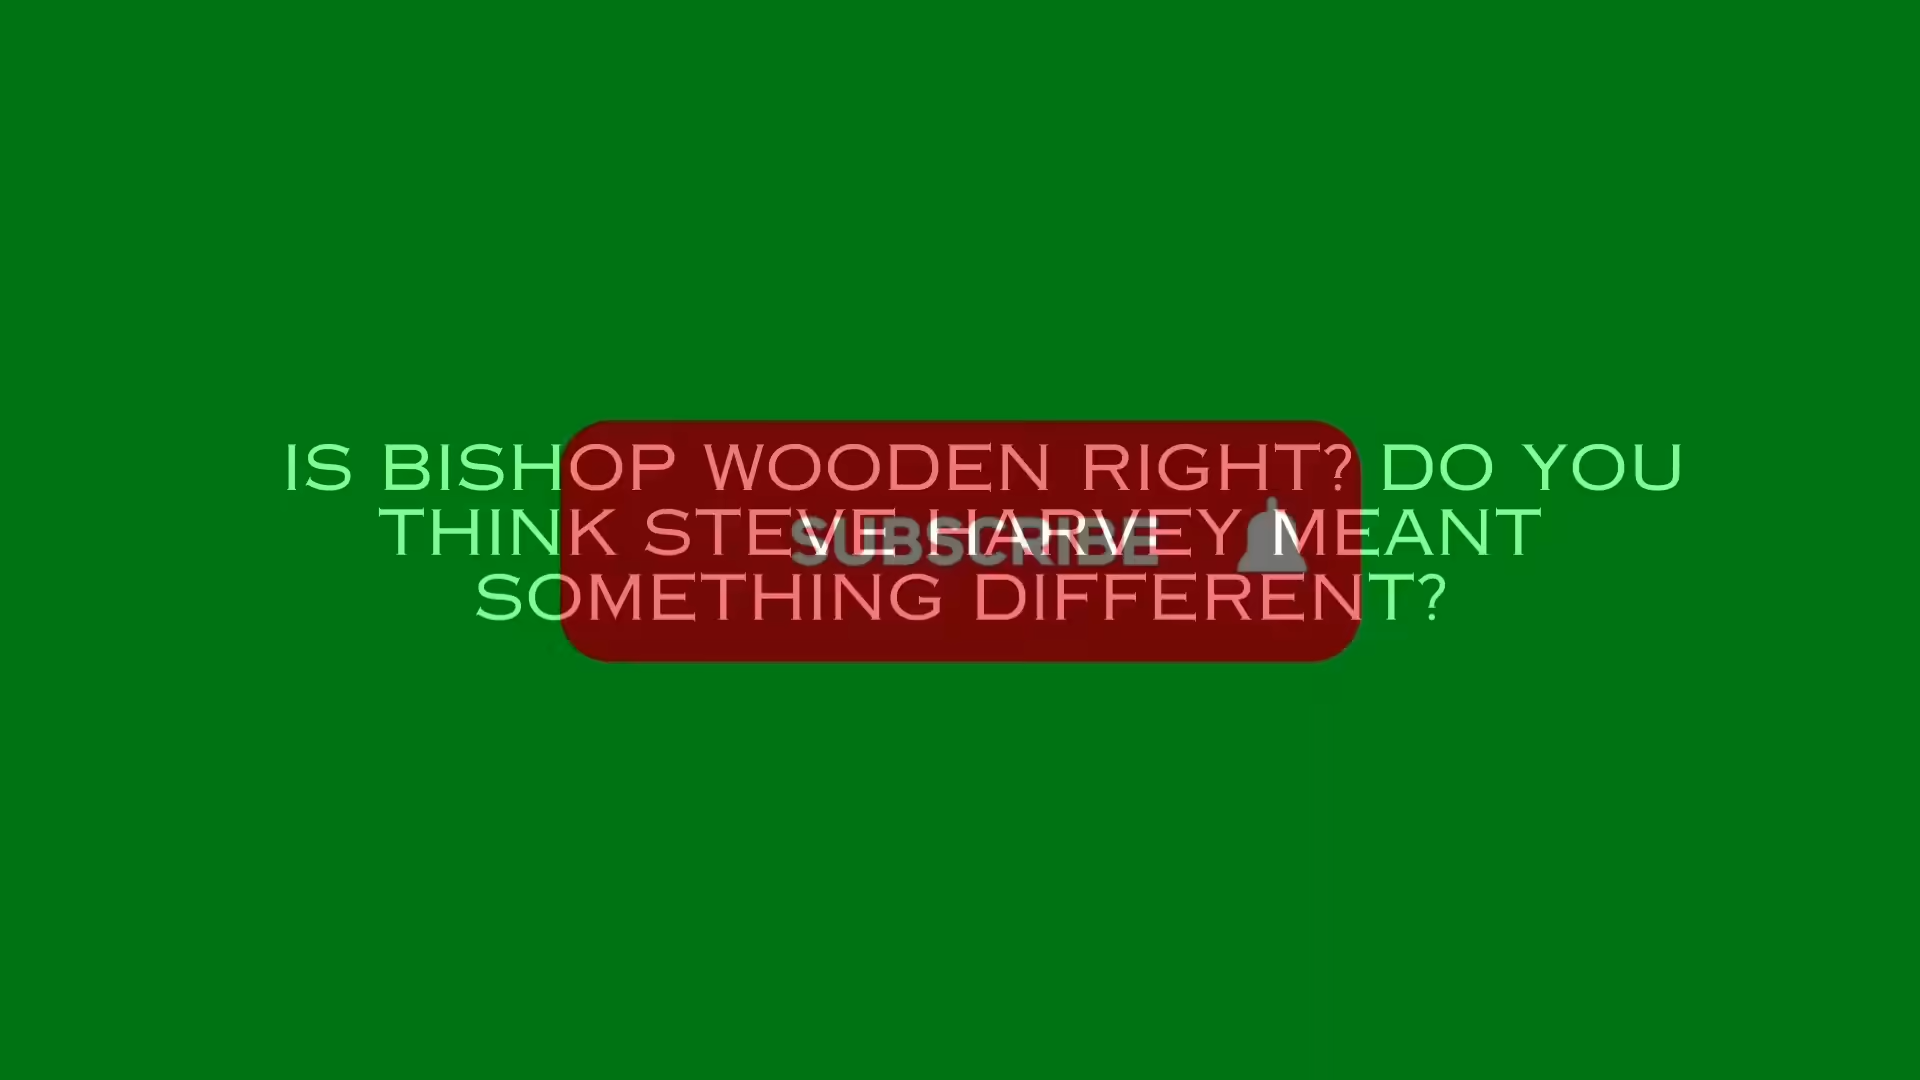 IS BISHOP WOODEN RIGHT? DO YOU
THINK STEVE HARVEY MEANT
SUBSCRIBE
SOMETHING DIFFERENT?